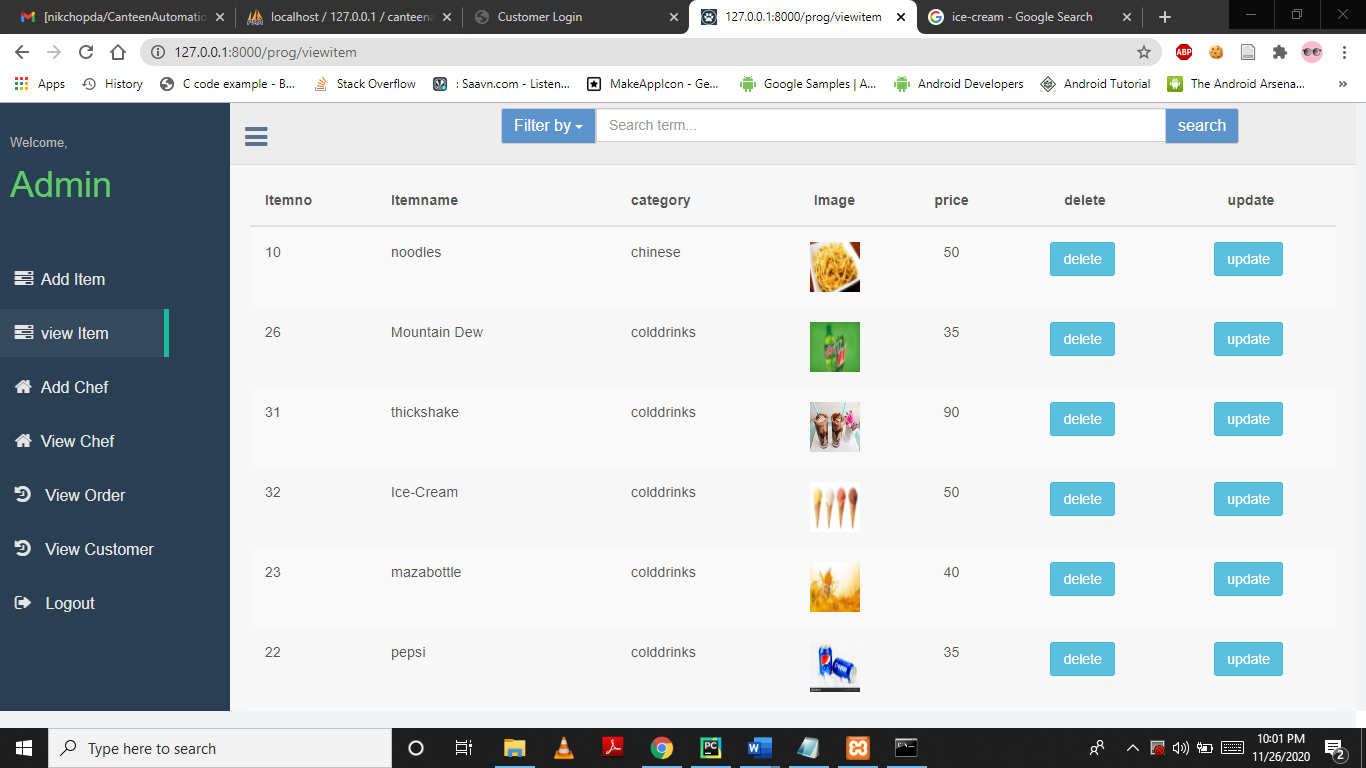 [nikchopda/CanteenAutomatio
localhost / 127.0.0.1 / canteena
Customer Login
127.0.0.1:8000/prog/viewitem
ice-cream - Google Search
127.0.0.1:8000/prog/viewitem
ABP
Apps
History
C code example - B...
Stack Overflow
: Saavn.com - Listen...
MakeAppIcon - Ge...
Google Samples | A...
Android Developers
Android Tutorial
The Android Arsena...
»
Welcome,
Admin
Add Item
view Item
Add Chef
View Chef
View Order
View Customer
Logout
Filter by
Search term...
search
Itemno Itemname category Image price delete update
10 noodles chinese 50 delete update
26 Mountain Dew colddrinks 35 delete update
31 thickshake colddrinks 90 delete update
32 Ice-Cream colddrinks 50 delete update
23 mazabottle colddrinks 40 delete update
22 pepsi colddrinks 35 delete update
Type here to search
10:01 PM
11/26/2020
2